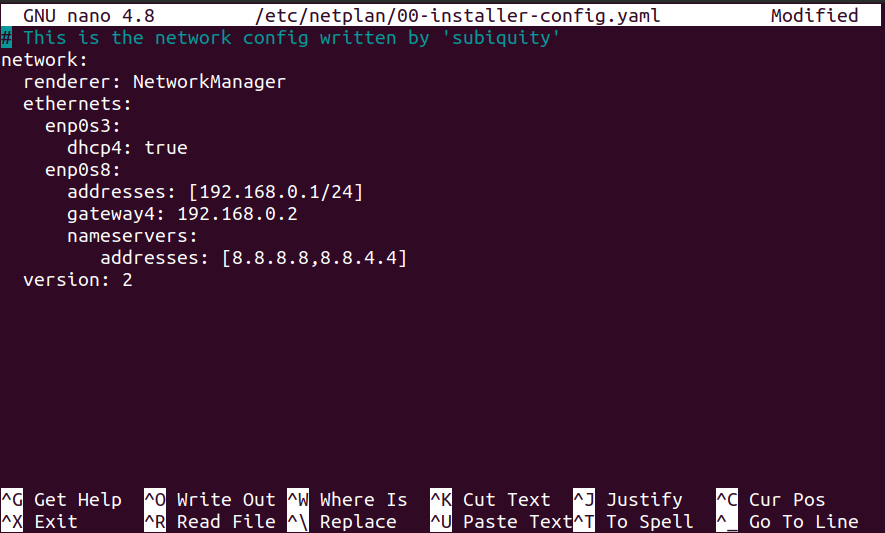 GNU nano 4.8 /etc/netplan/00-installer-config.yaml Modified
# This is the network config written by 'subiquity'
network:
  renderer: NetworkManager
  ethernets:
    enp0s3:
      dhcp4: true
    enp0s8:
      addresses: [192.168.0.1/24]
      gateway4: 192.168.0.2
      nameservers:
         addresses: [8.8.8.8,8.8.4.4]
  version: 2
^G Get Help ^O Write Out ^W Where Is ^K Cut Text ^J Justify ^C Cur Pos
^X Exit ^R Read File ^\ Replace ^U Paste Text ^T To Spell ^_ Go To Line